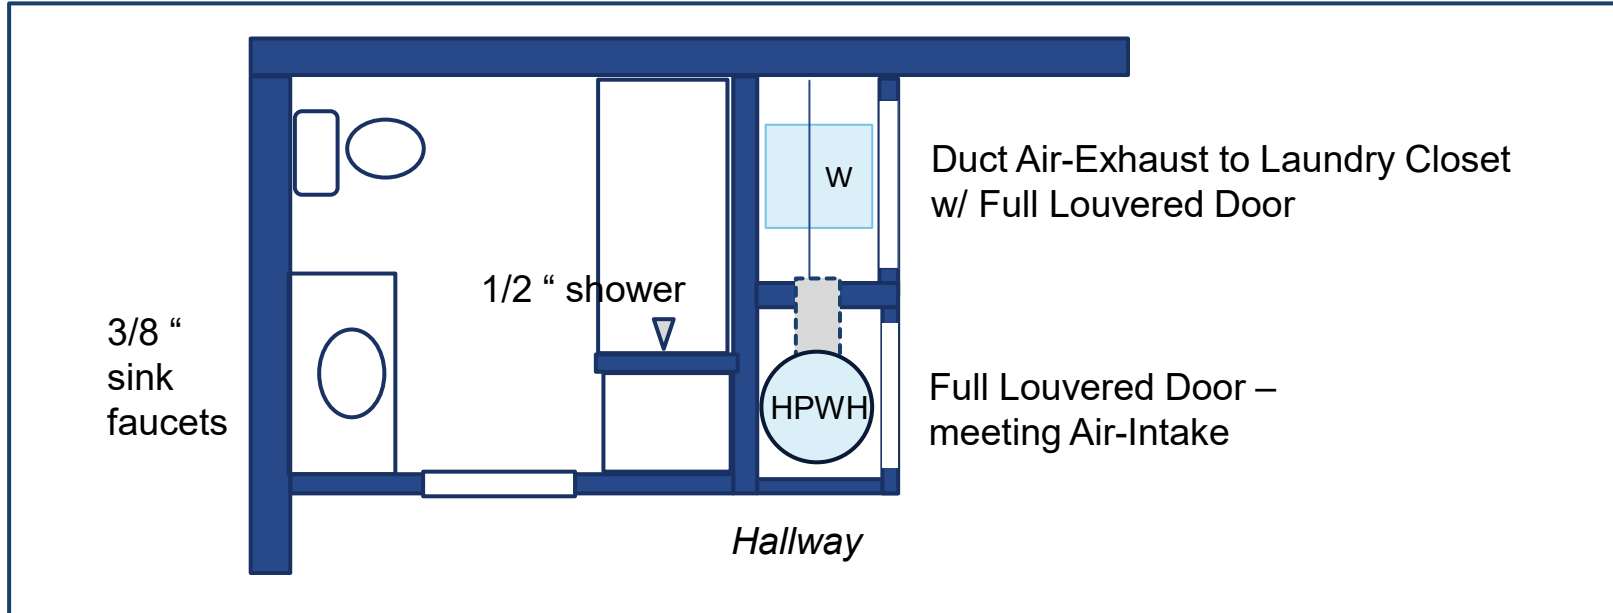 Duct Air-Exhaust to Laundry Closet
w/ Full Louvered Door
W
1/2 “ shower
3/8 “
sink
faucets
HPWH
Full Louvered Door –
meeting Air-Intake
Hallway